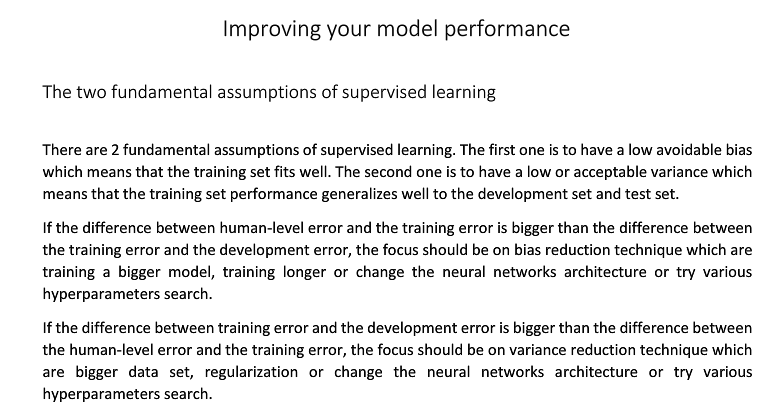 Improving your model performance
The two fundamental assumptions of supervised learning
There are 2 fundamental assumptions of supervised learning. The first one is to have a low avoidable bias
which means that the training set fits well. The second one is to have a low or acceptable variance which
means that the training set performance generalizes well to the development set and test set.
If the difference between human-level error and the training error is bigger than the difference between
the training error and the development error, the focus should be on bias reduction technique which are
training a bigger model, training longer or change the neural networks architecture or try various
hyperparameters search.
If the difference between training error and the development error is bigger than the difference between
the human-level error and the training error, the focus should be on variance reduction technique which
are bigger data set, regularization or change the neural networks architecture or try various
hyperparameters search.